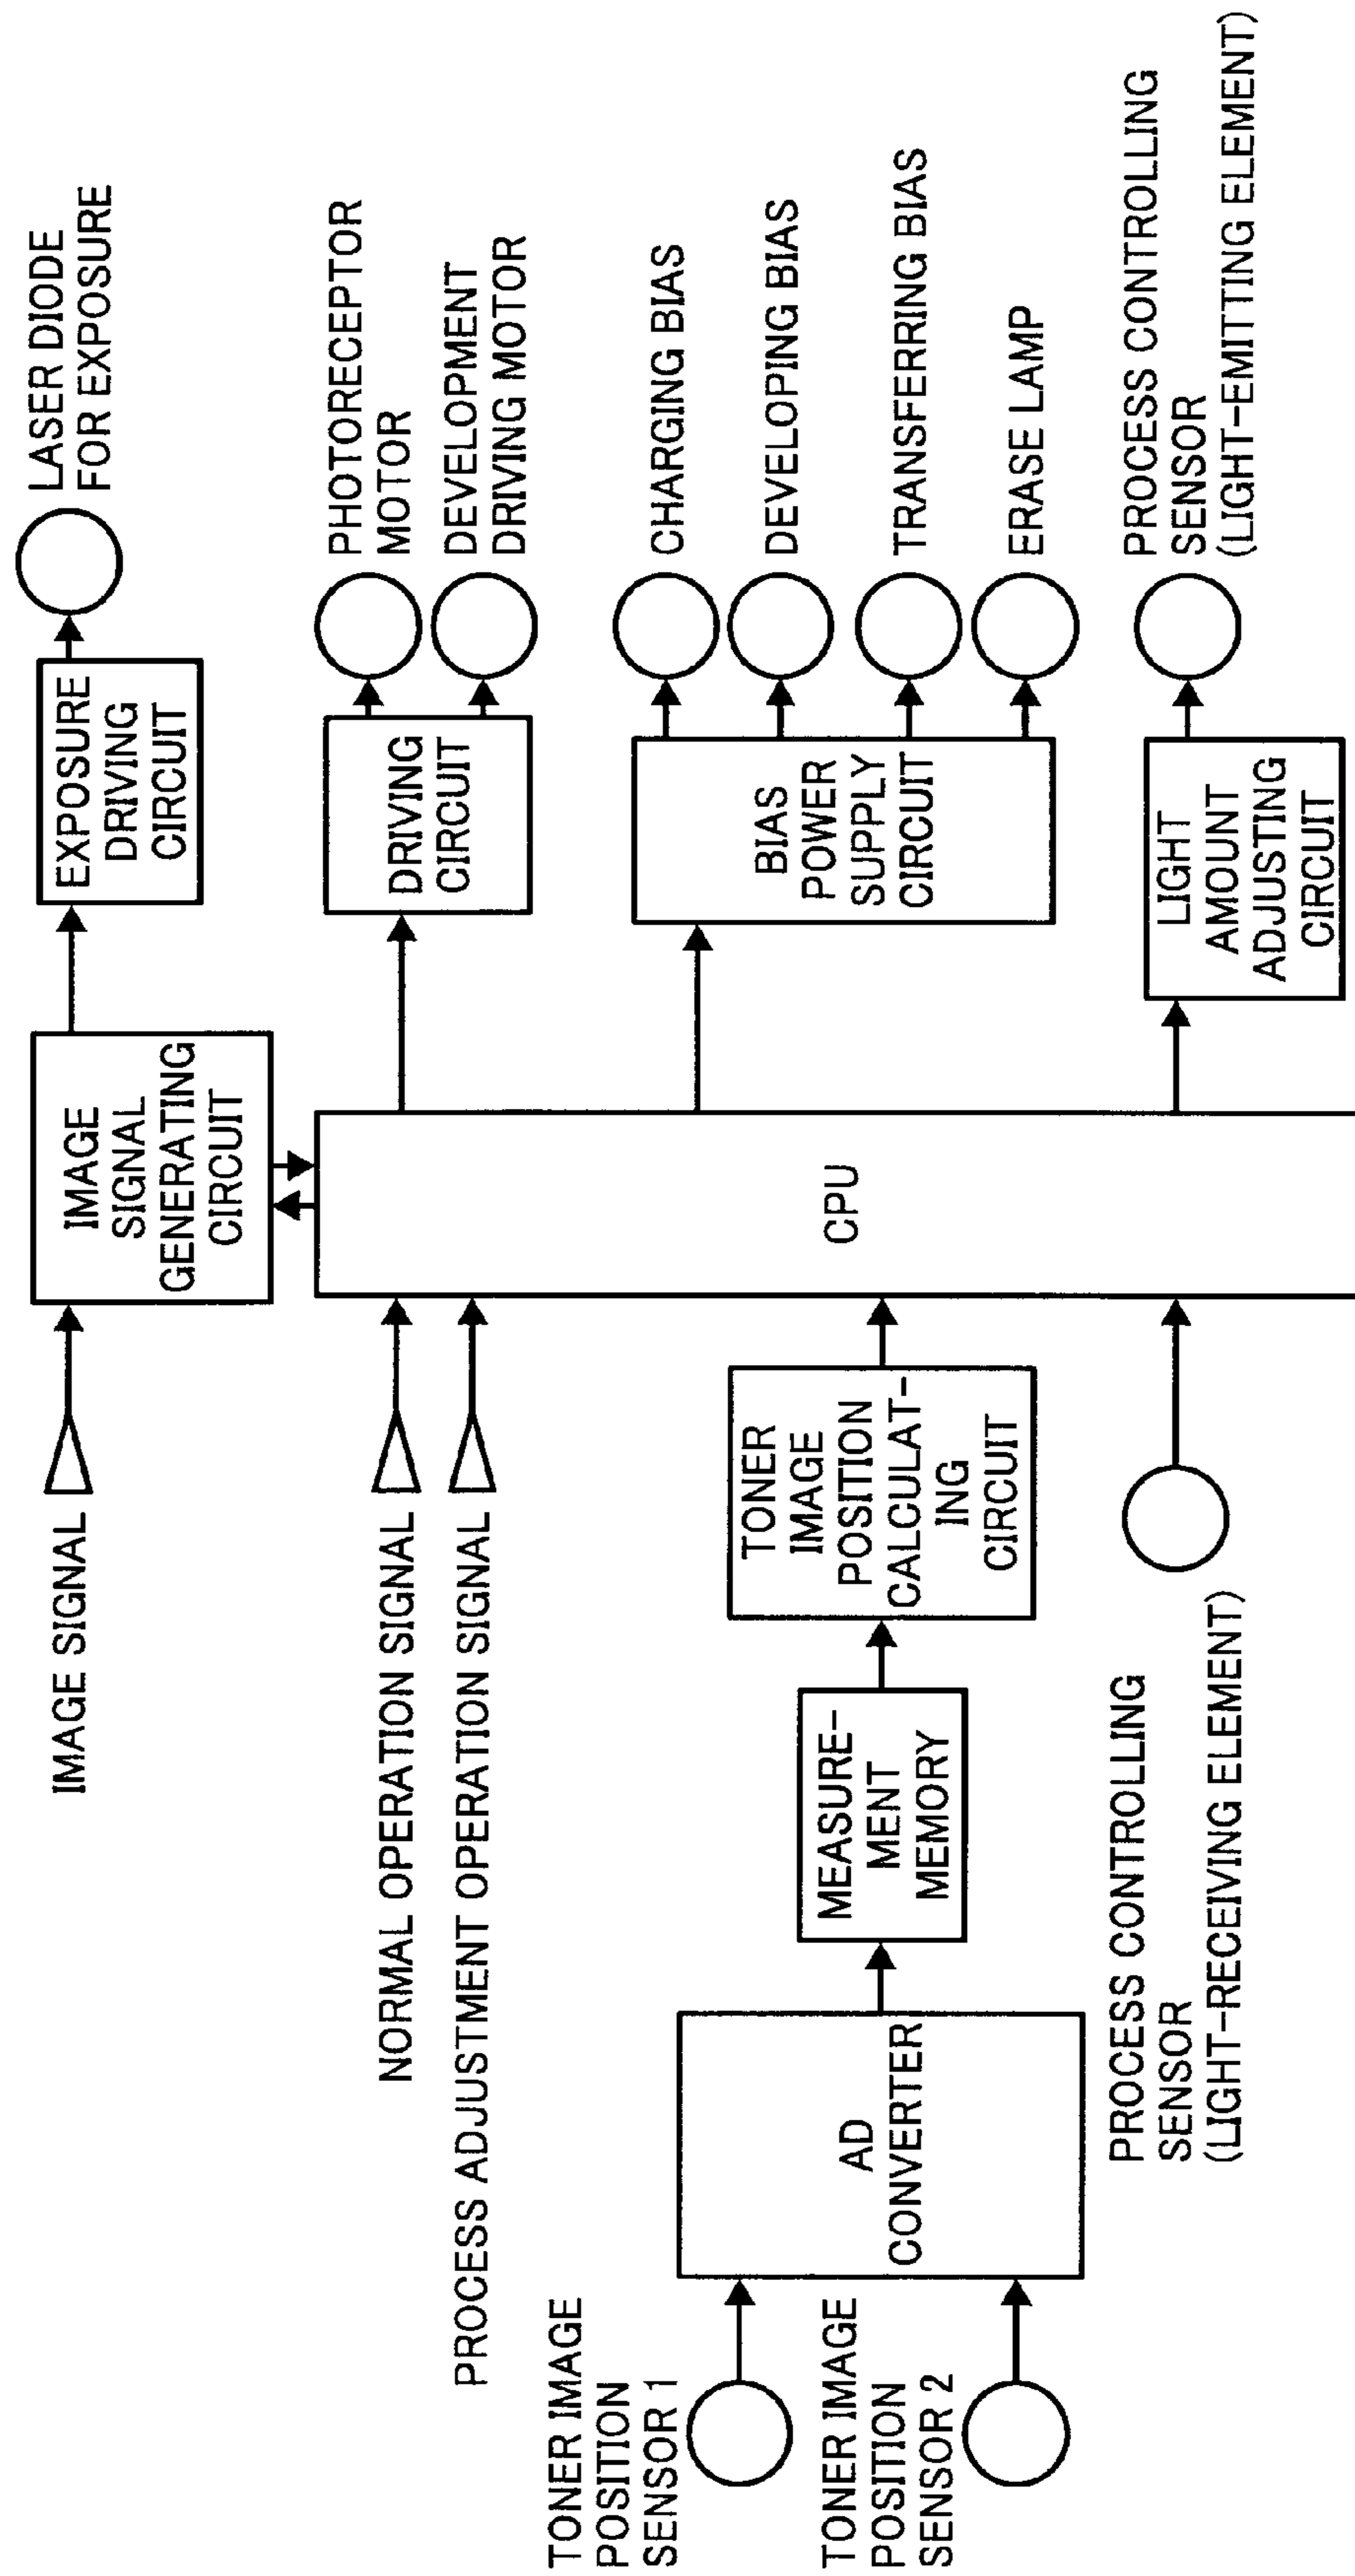 IMAGE SIGNAL
IMAGE
SIGNAL
GENERATING
CIRCUIT
EXPOSURE
DRIVING
CIRCUIT
LASER DIODE
FOR EXPOSURE
NORMAL OPERATION SIGNAL
PROCESS ADJUSTMENT OPERATION SIGNAL
CPU
DRIVING
CIRCUIT
PHOTORECEPTOR
MOTOR
DEVELOPMENT
DRIVING MOTOR
TONER IMAGE
POSITION
SENSOR 1
TONER IMAGE
POSITION
SENSOR 2
AD
CONVERTER
MEASURE-
MENT
MEMORY
TONER
IMAGE
POSITION
CALCULAT-
ING
CIRCUIT
BIAS
POWER
SUPPLY
CIRCUIT
CHARGING BIAS
DEVELOPING BIAS
TRANSFERRING BIAS
ERASE LAMP
PROCESS CONTROLLING
SENSOR
(LIGHT-RECEIVING ELEMENT)
LIGHT
AMOUNT
ADJUSTING
CIRCUIT
PROCESS CONTROLLING
SENSOR
(LIGHT-EMITTING ELEMENT)